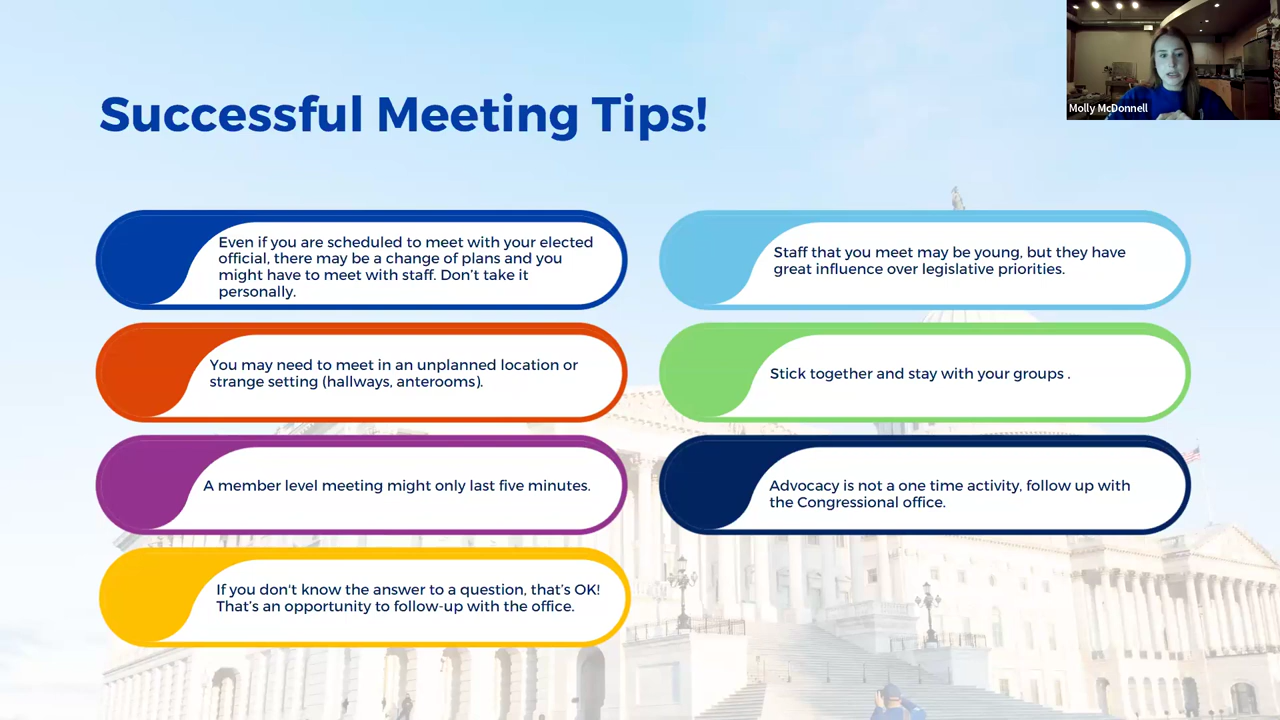 Successful Meeting Tips!
Molly McDonnell
Even if you are scheduled to meet with your elected
official, there may be a change of plans and you
might have to meet with staff. Don't take it
personally.
You may need to meet in an unplanned location or
strange setting (hallways, anterooms).
A member level meeting might only last five minutes.
If you don't know the answer to a question, that's OK!
That's an opportunity to follow-up with the office.
Staff that you meet may be young, but they have
great influence over legislative priorities.
Stick together and stay with your groups .
Advocacy is not a one time activity, follow up with
the Congressional office.